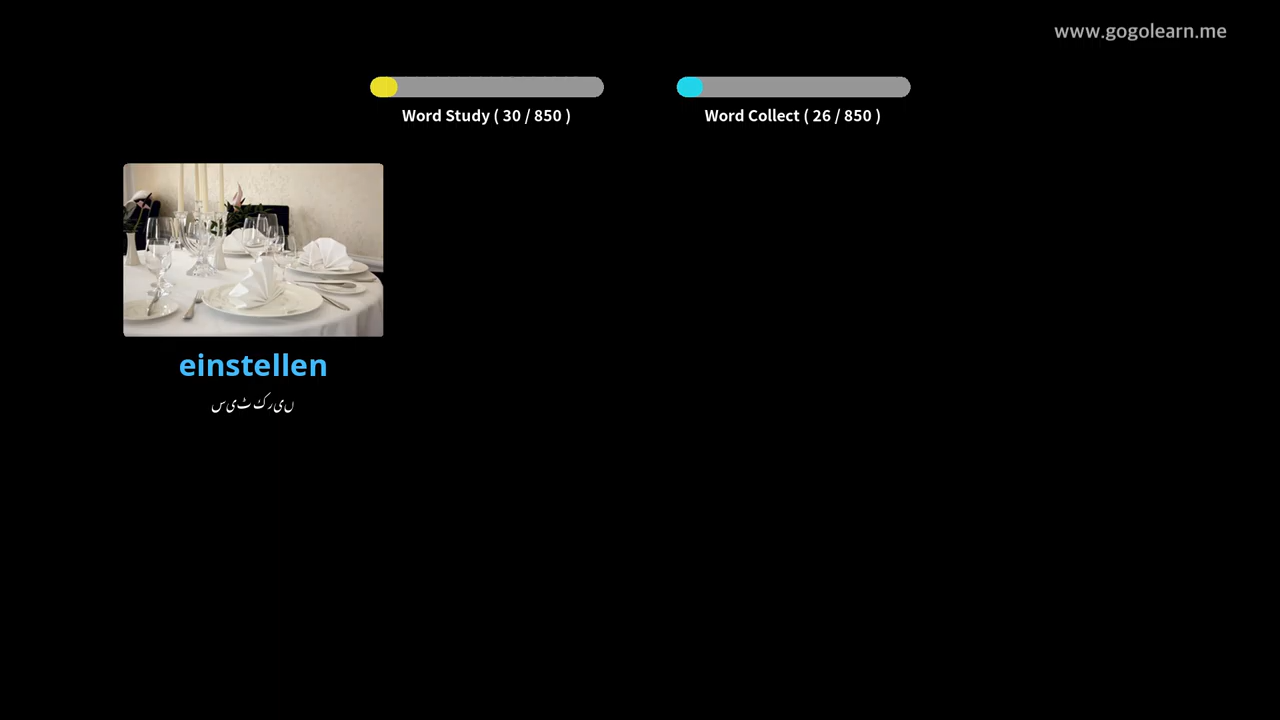 www.gogolearn.me
Word Study ( 30 / 850 )
Word Collect ( 26 / 850 )
einstellen
سیٹ کریں